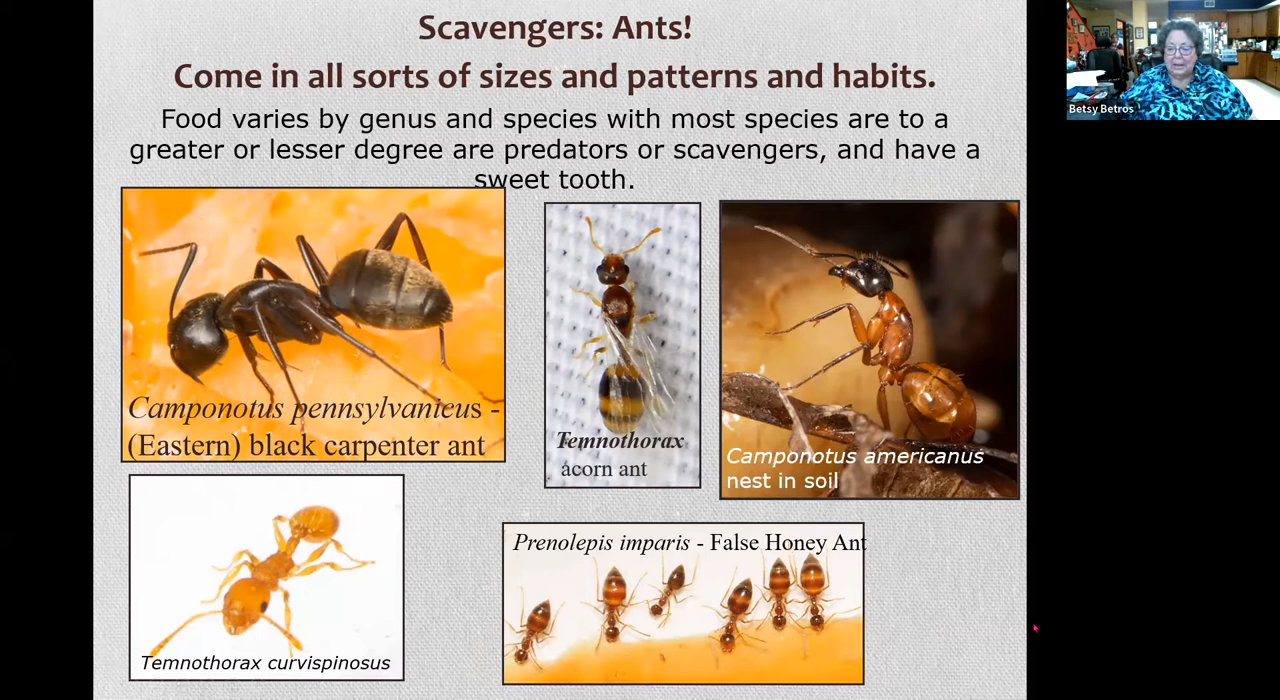 Scavengers: Ants!
Come in all sorts of sizes and patterns and habits.
Food varies by genus and species with most species are to a
greater or lesser degree are predators or scavengers, and have a
sweet tooth.
Camponotus pennsylvanicus -
(Eastern) black carpenter ant
Temnothorax
acorn ant
Camponotus americanus
nest in soil
Temnothorax curvispinosus
Prenolepis imparis - False Honey Ant
Betsy Betros